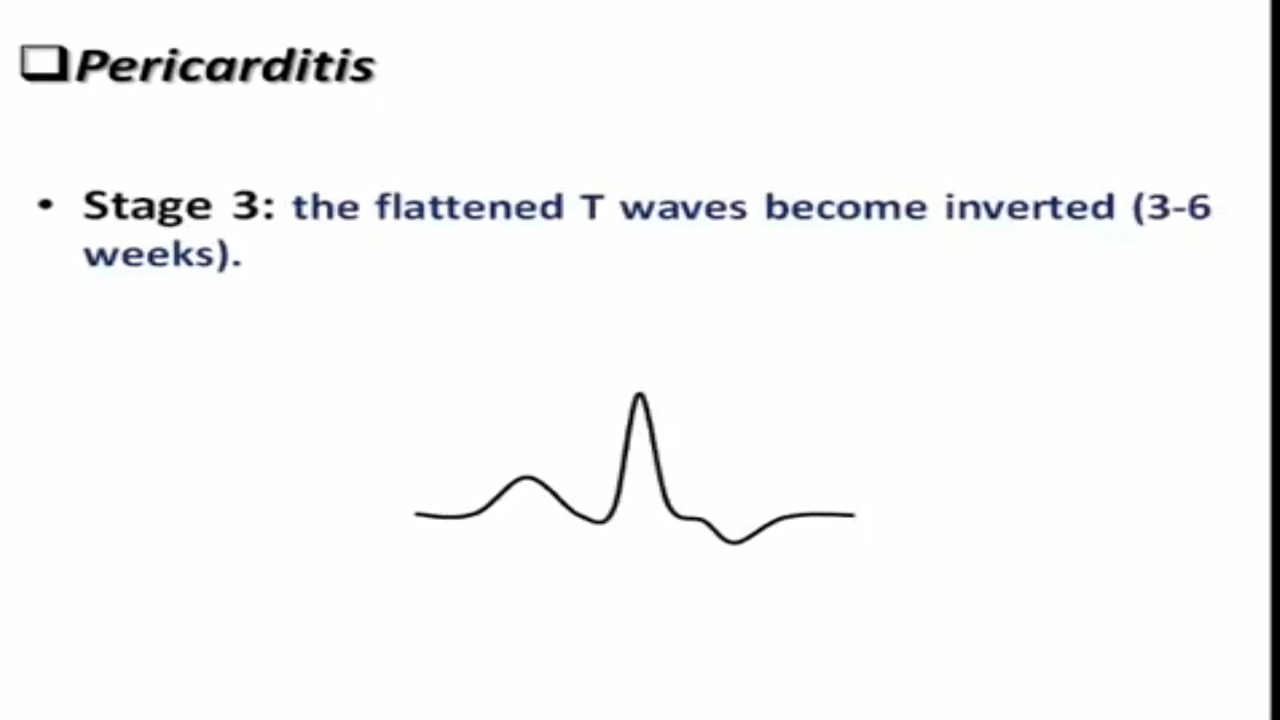 Pericarditis
• Stage 3: the flattened T waves become inverted (3-6
weeks).